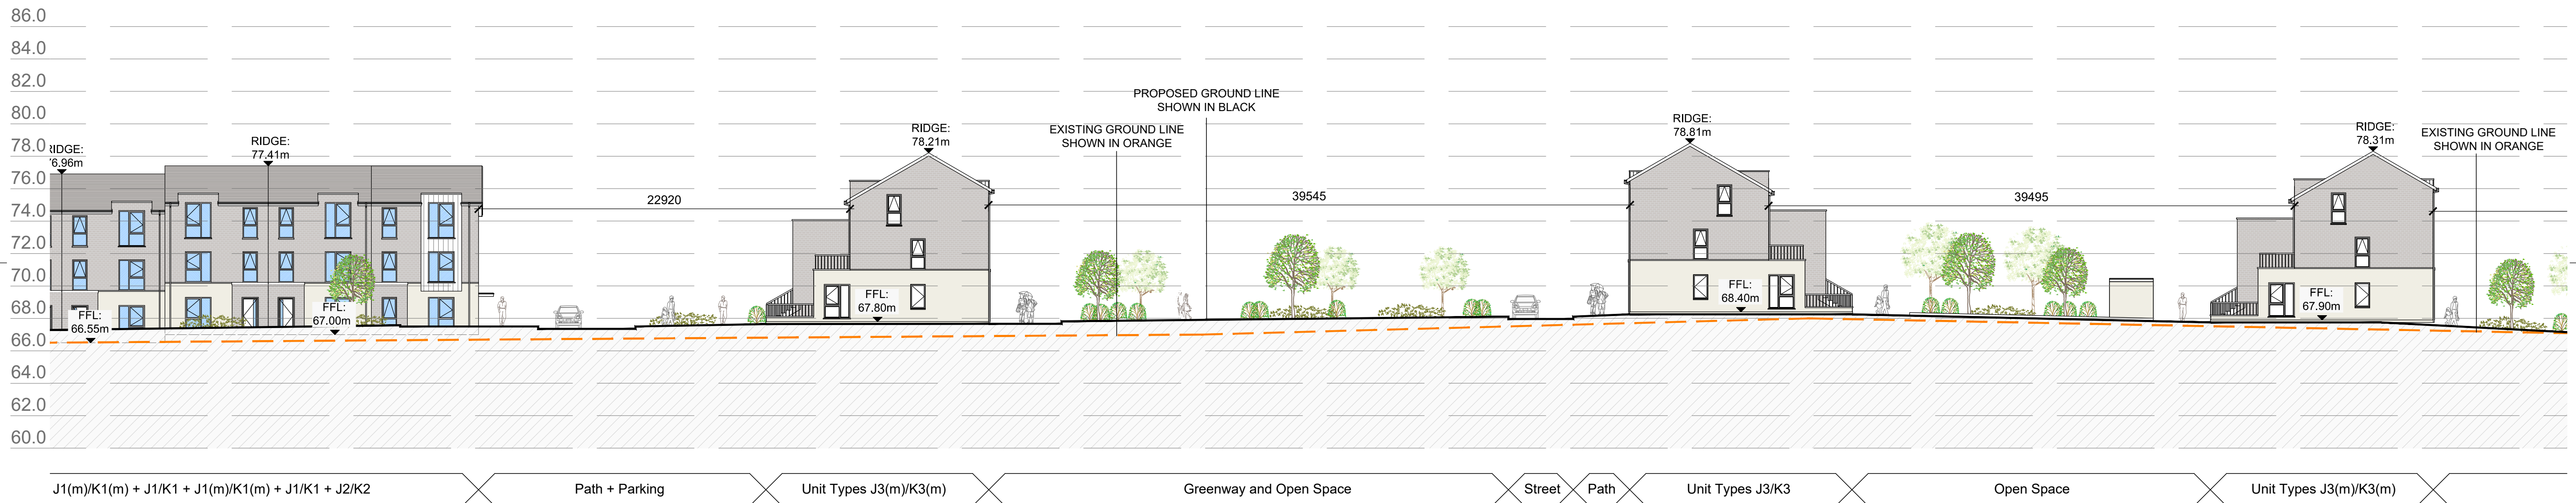 86.0
84.0
82.0
80.0
78.0
76.0
74.0
72.0
70.0
68.0
66.0
64.0
62.0
60.0
RIDGE:
76.96m
RIDGE:
77.41m
FFL:
66.55m
FFL:
67.00m
22920
RIDGE:
78.21m
FFL:
67.80m
EXISTING GROUND LINE
SHOWN IN ORANGE
PROPOSED GROUND LINE
SHOWN IN BLACK
39545
RIDGE:
78.81m
FFL:
68.40m
39495
RIDGE:
78.31m
FFL:
67.90m
EXISTING GROUND LINE
SHOWN IN ORANGE
J1(m)/K1(m) + J1/K1 + J1(m)/K1(m) + J1/K1 + J2/K2
Path + Parking
Unit Types J3(m)/K3(m)
Greenway and Open Space
Street
Path
Unit Types J3/K3
Open Space
Unit Types J3(m)/K3(m)